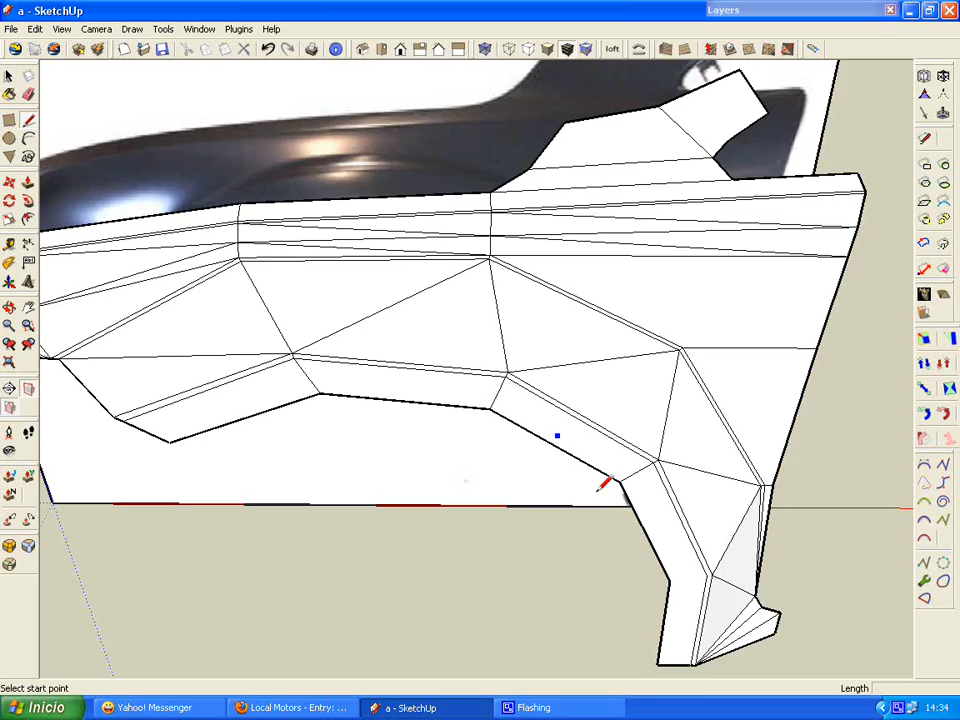 a - SketchUp
Layers
File Edit View Camera Draw Tools Window Plugins Help
loft
Select start point
Length
Inicio
Yahoo! Messenger
Local Motors - Entry: ...
a - SketchUp
Flashing
14:34